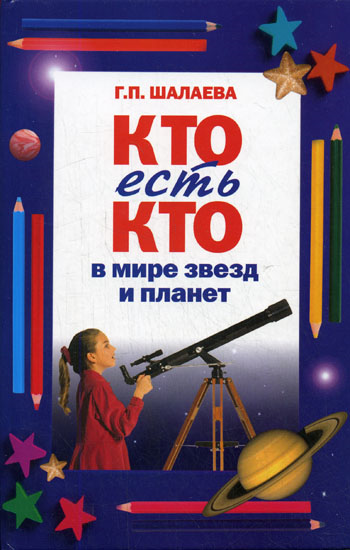 Г.П. ШАЛАЕВА
КТО
есть
КТО
в мире звезд
и планет